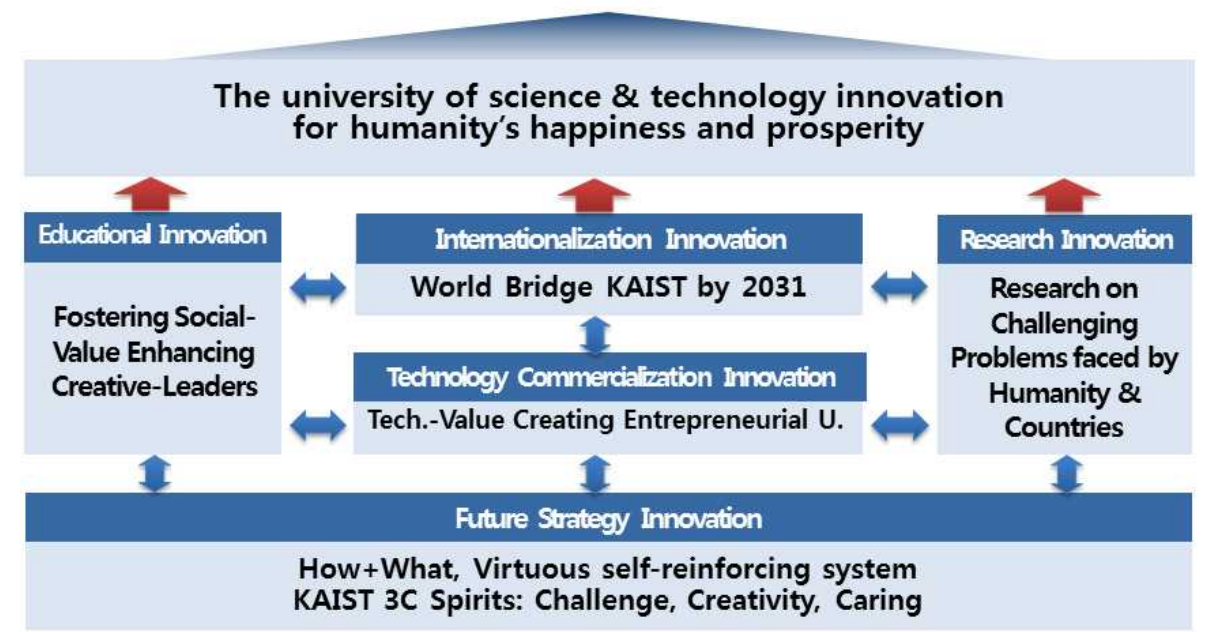 The university of science & technology innovation
for humanity's happiness and prosperity
Educational Innovation
Fostering Social-
Value Enhancing
Creative-Leaders
Internationalization Innovation
World Bridge KAIST by 2031
Technology Commercialization Innovation
Tech.-Value Creating Entrepreneurial U.
Research Innovation
Research on
Challenging
Problems faced by
Humanity &
Countries
Future Strategy Innovation
How+What, Virtuous self-reinforcing system
KAIST 3C Spirits: Challenge, Creativity, Caring